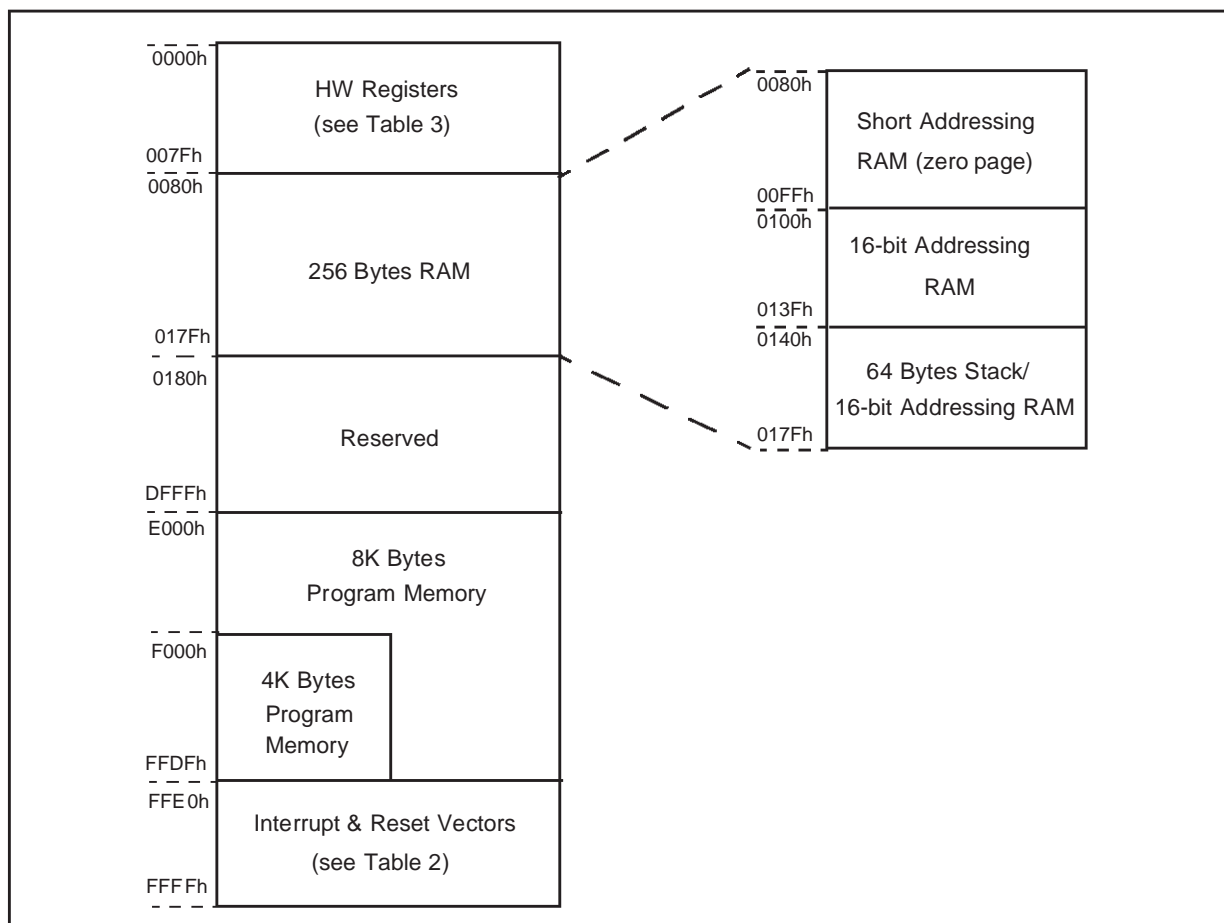 0000h
HW Registers
(see Table 3)
007Fh
0080h
256 Bytes RAM
017Fh
0180h
Reserved
DFFFh
E000h
8K Bytes
Program Memory
F000h
4K Bytes
Program
Memory
FFDFh
FFE0h
Interrupt & Reset Vectors
(see Table 2)
FFFFh
0080h
Short Addressing
RAM (zero page)
00FFh
0100h
16-bit Addressing
RAM
013Fh
0140h
64 Bytes Stack/
16-bit Addressing RAM
017Fh